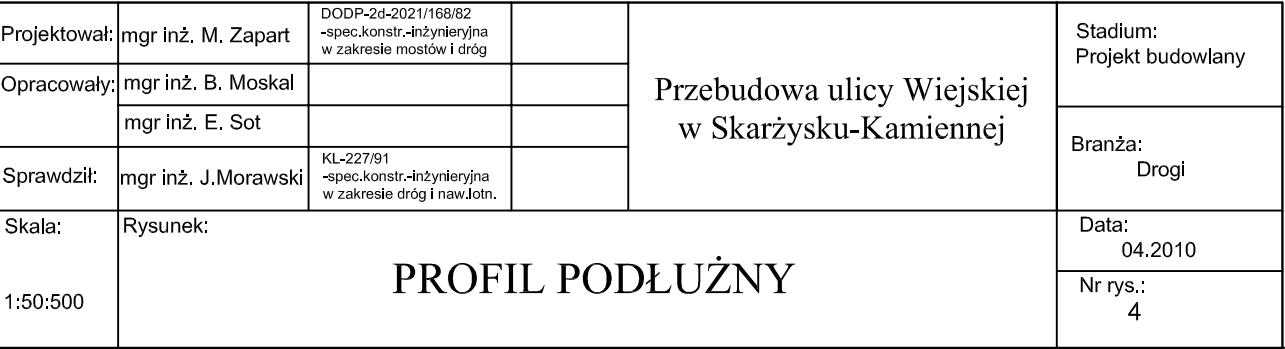 Projektował: mgr inż. M. Zapart
DODP-2d-2021/168/82
-spec.konstr.-inżynieryjna
w zakresie mostów i dróg
Opracowały: mgr inż. B. Moskal
mgr inż. E. Sot
Sprawdził: mgr inż. J.Morawski
KL-227/91
-spec.konstr.-inżynieryjna
w zakresie dróg i naw.lotn.
Przebudowa ulicy Wiejskiej
w Skarżysku-Kamiennej
Stadium:
Projekt budowlany
Branża:
Drogi
Skala:
1:50:500
Rysunek:
PROFIL PODŁUŻNY
Data:
04.2010
Nr rys.:
4